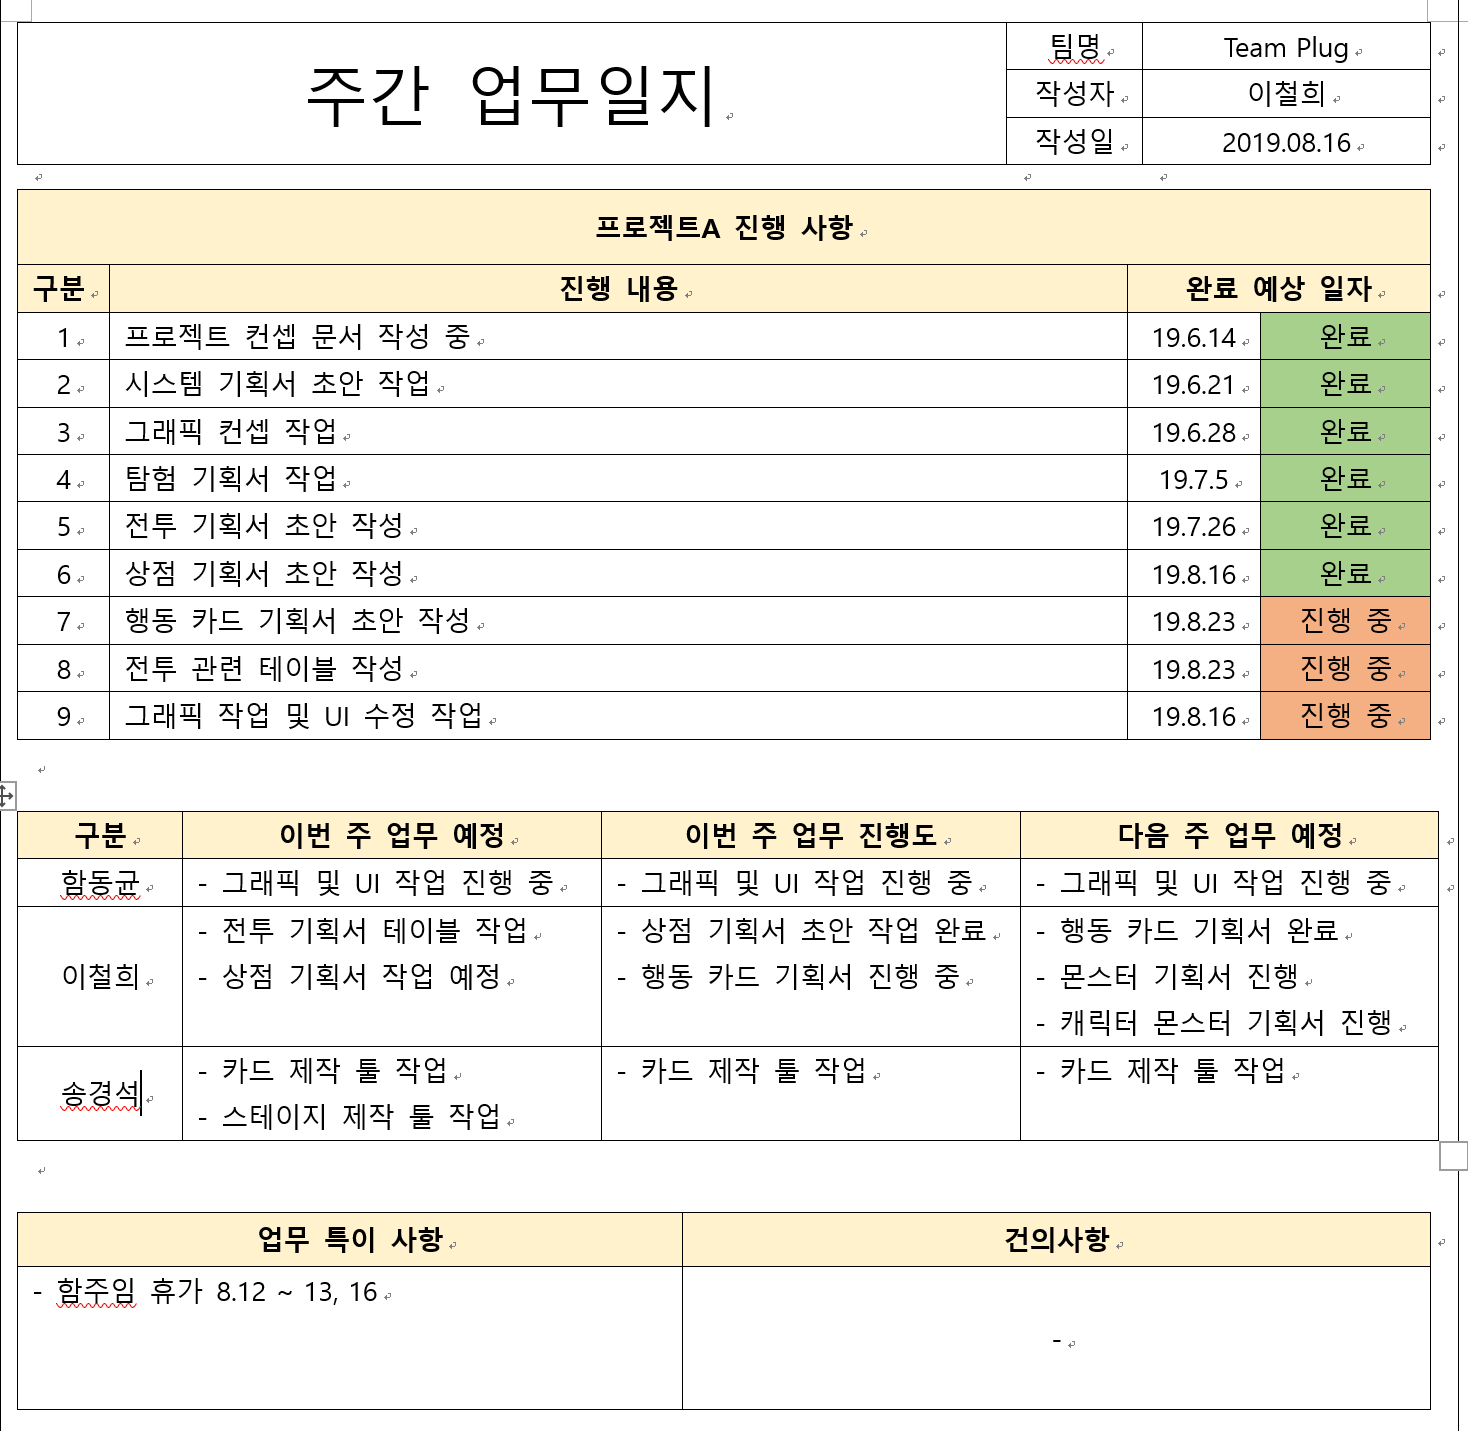 주간 업무일지
팀명 Team Plug
작성자 이철희
작성일 2019.08.16
프로젝트A 진행 사항
구분 진행 내용 완료 예상 일자
1 프로젝트 컨셉 문서 작성 중 19.6.14 완료
2 시스템 기획서 초안 작업 19.6.21 완료
3 그래픽 컨셉 작업 19.6.28 완료
4 탐험 기획서 작업 19.7.5 완료
5 전투 기획서 초안 작성 19.7.26 완료
6 상점 기획서 초안 작성 19.8.16 완료
7 행동 카드 기획서 초안 작성 19.8.23 진행 중
8 전투 관련 테이블 작성 19.8.23 진행 중
9 그래픽 작업 및 UI 수정 작업 19.8.16 진행 중
구분 이번 주 업무 예정 이번 주 업무 진행도 다음 주 업무 예정
함동균 - 그래픽 및 UI 작업 진행 중 - 그래픽 및 UI 작업 진행 중 - 그래픽 및 UI 작업 진행 중
- 전투 기획서 테이블 작업 - 상점 기획서 초안 작업 완료 - 행동 카드 기획서 완료
이철희 - 상점 기획서 작업 예정 - 행동 카드 기획서 진행 중 - 몬스터 기획서 진행
- 캐릭터 몬스터 기획서 진행
송경석 - 카드 제작 툴 작업 - 카드 제작 툴 작업 - 카드 제작 툴 작업
- 스테이지 제작 툴 작업
업무 특이 사항 건의사항
- 함주임 휴가 8.12 ~ 13, 16
-